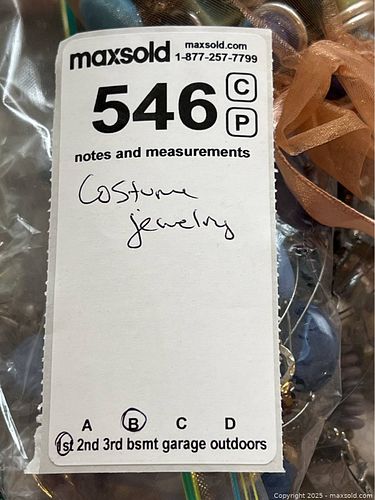 maxsold maxsold.com
1-877-257-7799
546 C
P
notes and measurements
Costume
jewelry
A B C D
1st 2nd 3rd bsmt garage outdoors
Copyright 2025 - maxsold.com